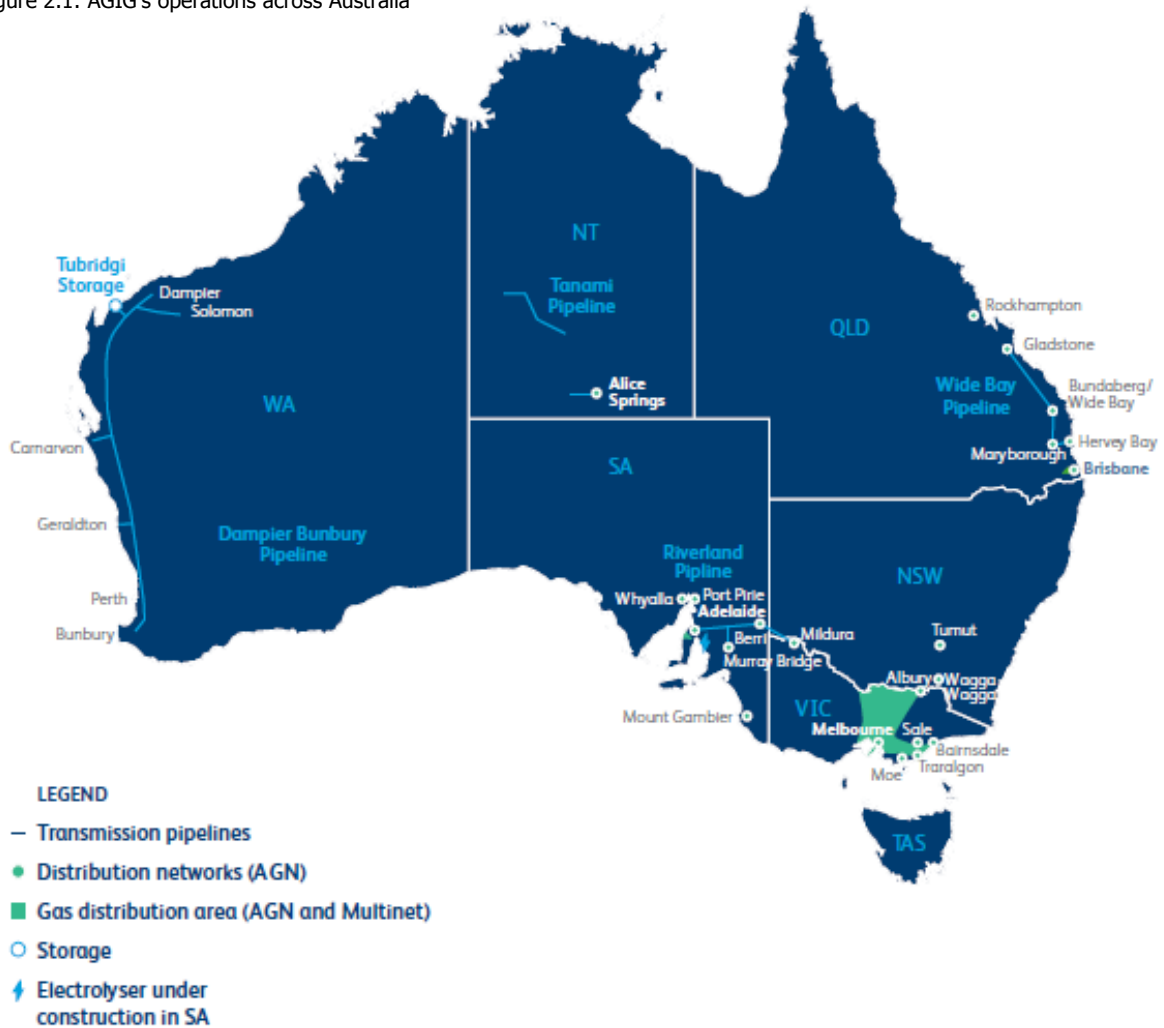 gure 2.1: AGIG's operations across Australia
NT
Tubridgi
Storage
Tanami
Pipeline
Dampier
Solomon
Rockhampton
QLD
Gladstone
Alice
Springs
Wide Bay
Pipeline
Bundaberg/
Wide Bay
WA
Carnarvon
Hervey Bay
Maryborough
SA
Brisbane
Geraldton
Dampier Bunbury
Pipeline
Riverland
Pipline
NSW
Perth
Whyalla
Port Pirie
Adelaide
Bunbury
Berri
Mildura
Tumut
Murray Bridge
Albury
Wagga
Wagga
VIC
Mount Gambier
Melbourne
Sale
Bairnsdale
Traralgon
Moe
TAS
LEGEND
Transmission pipelines
Distribution networks (AGN)
Gas distribution area (AGN and Multinet)
Storage
Electrolyser under
construction in SA